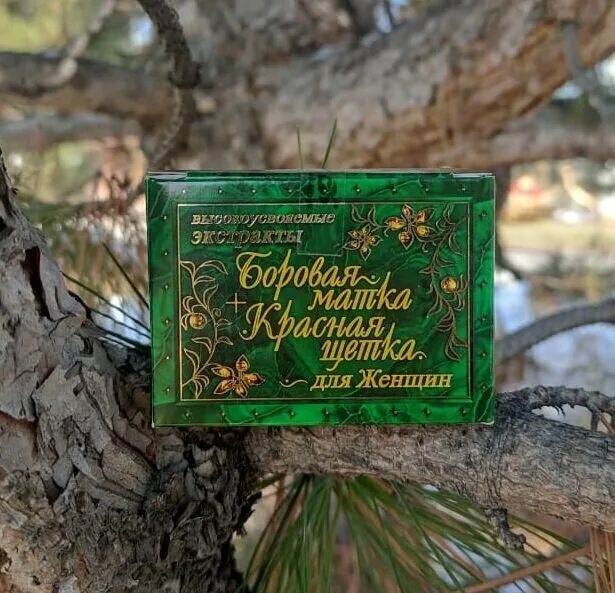 высокоусвояемые
экстракты
Боровая
матка
+
Красная
щетка
для Женщин